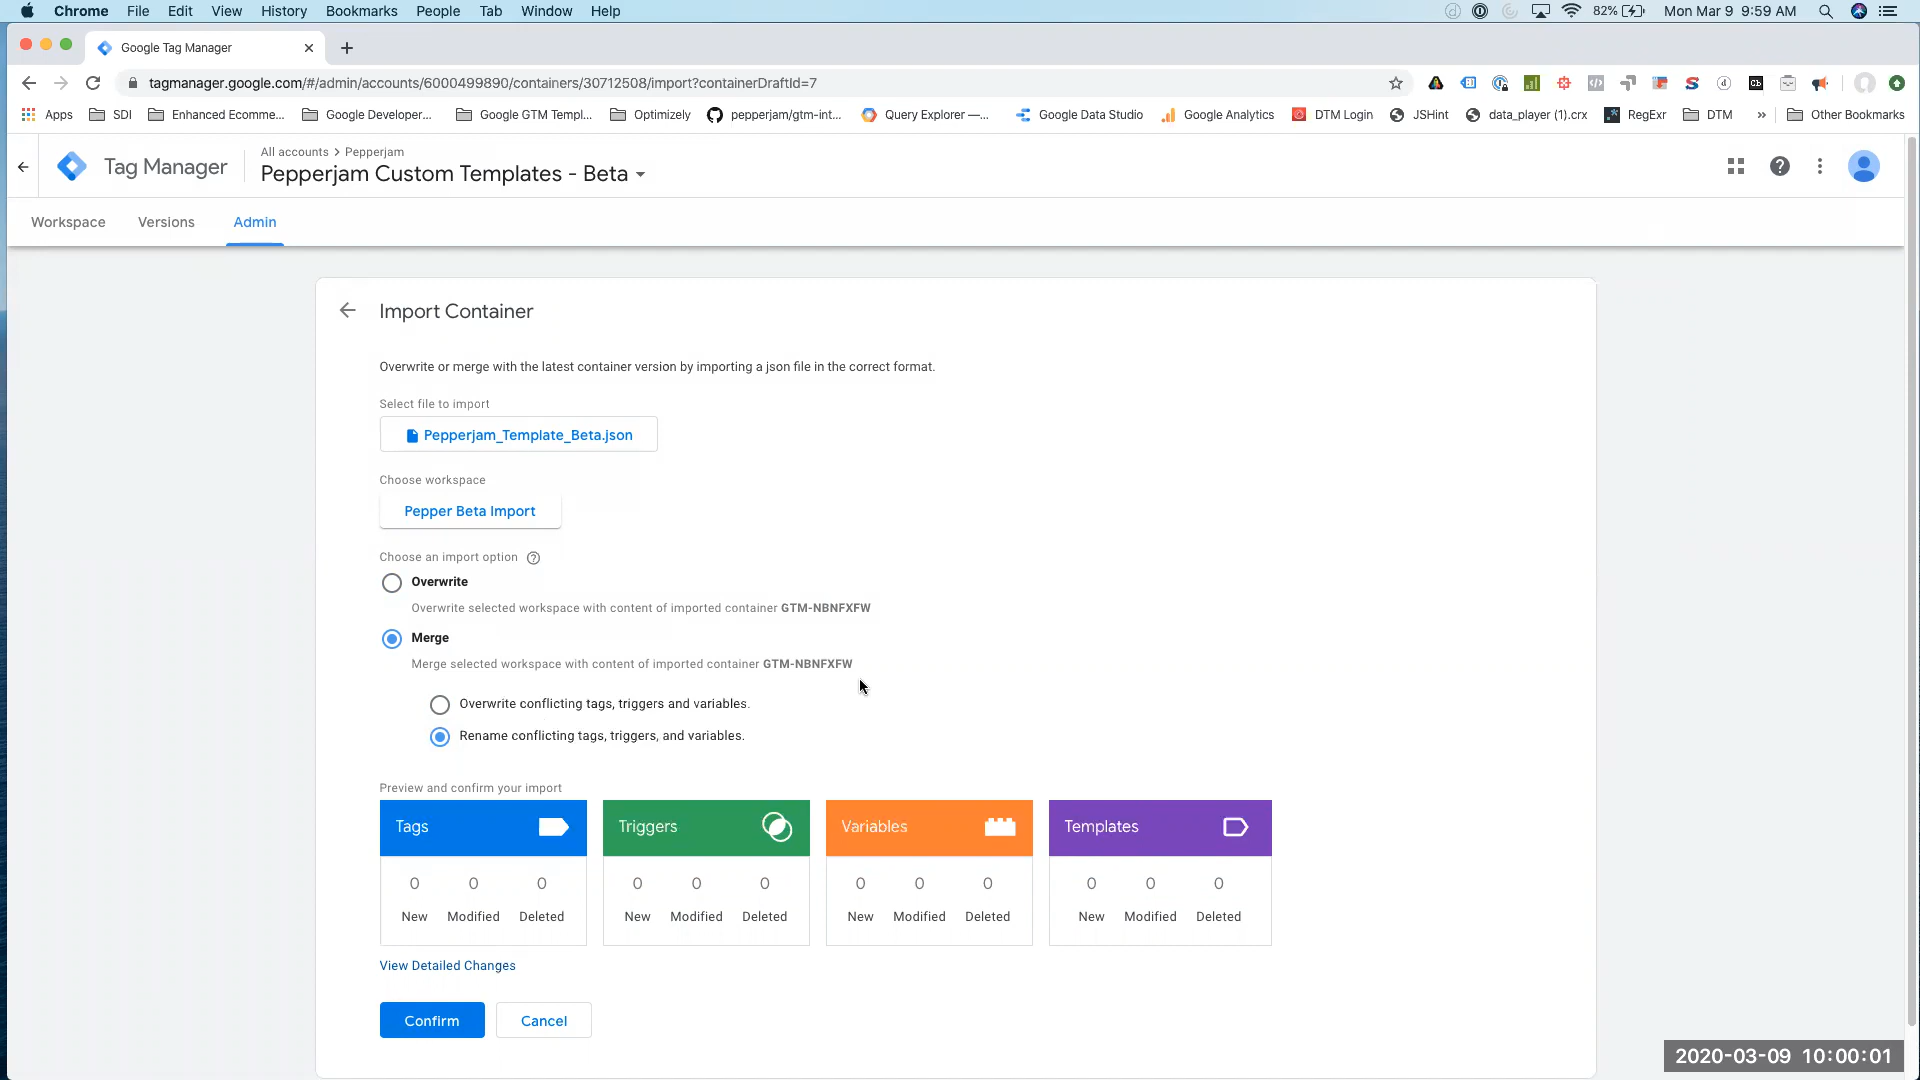 Chrome File Edit View History Bookmarks People Tab Window Help 82% Mon Mar 9 9:59 AM
Google Tag Manager
tagmanager.google.com/#/admin/accounts/6000499890/containers/30712508/import?containerDraftId=7
Apps SDI Enhanced Ecomme... Google Developer... Google GTM Templ... Optimizely pepperjam/gtm-int... Query Explorer —... Google Data Studio Google Analytics DTM Login JSHint data_player (1).crx RegExr DTM » Other Bookmarks
All accounts > Pepperjam
Tag Manager Pepperjam Custom Templates - Beta
Workspace Versions Admin
Import Container
Overwrite or merge with the latest container version by importing a json file in the correct format.
Select file to import
Pepperjam_Template_Beta.json
Choose workspace
Pepper Beta Import
Choose an import option
Overwrite
Overwrite selected workspace with content of imported container GTM-NBNFXFW
Merge
Merge selected workspace with content of imported container GTM-NBNFXFW
Overwrite conflicting tags, triggers and variables.
Rename conflicting tags, triggers, and variables.
Preview and confirm your import
Tags Triggers Variables Templates
0 0 0 0 0 0 0 0 0 0 0 0
New Modified Deleted New Modified Deleted New Modified Deleted New Modified Deleted
View Detailed Changes
Confirm Cancel
2020-03-09 10:00:01